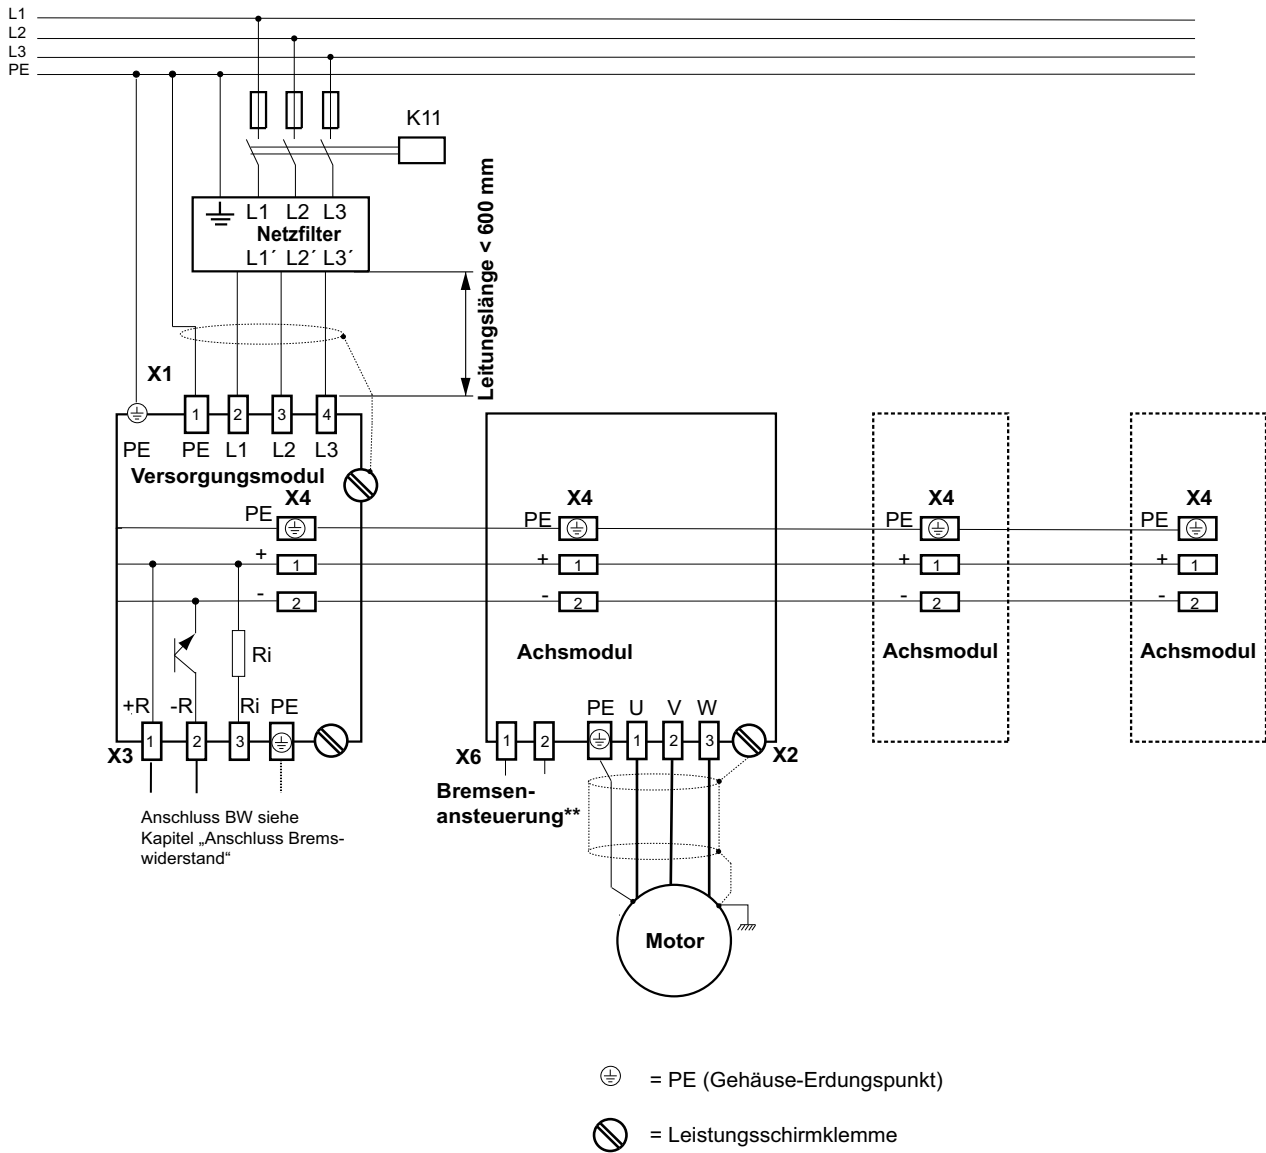 L1
L2
L3
PE
K11
L1 L2 L3
Netzfilter
L1´ L2´ L3´
Leitungslänge < 600 mm
X1
1 2 3 4
PE PE L1 L2 L3
Versorgungsmodul
X4 X4 X4 X4
PE PE PE PE
+ 1 + 1 + 1 + 1
- 2 - 2 - 2 - 2
Ri
Achsmodul Achsmodul Achsmodul
+R -R Ri PE
PE U V W
X3 1 2 3
X6 1 2 1 2 3 X2
Bremsen-
ansteuerung**
Anschluss BW siehe
Kapitel „Anschluss Brems-
widerstand“
Motor
= PE (Gehäuse-Erdungspunkt)
= Leistungsschirmklemme